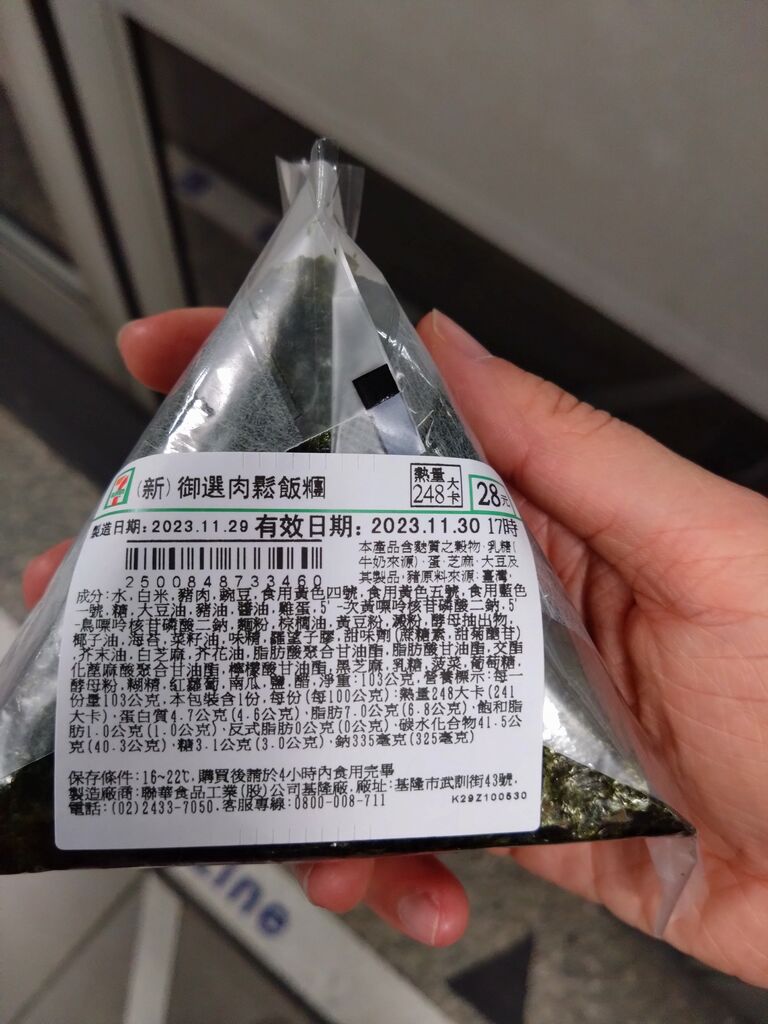 (新) 御選肉鬆飯糰
熱量
248大卡
28元
製造日期:2023.11.29 有效日期:2023.11.30 17時
2500848733460
本產品含麩質之穀物、乳糖(
牛奶來源)、蛋、芝麻、大豆及
其製品,豬原料來源:臺灣,
成分:水、白米、豬肉、豌豆、食用黃色四號、食用黃色五號、食用藍色
一號、糖、大豆油、豬油、醬油、雞蛋、5'-次黃嘌呤核苷磷酸二鈉、5'
-鳥嘌呤核苷磷酸二鈉、麵粉、棕櫚油、黃豆粉、澱粉、酵母抽出物、
椰子油、海苔、菜籽油、味精、羅望子膠、甜味劑(蔗糖素、甜菊醣苷)
、芥末油、白芝麻、芥花油、脂肪酸聚合甘油酯、脂肪酸甘油酯、交酯
化蓖麻酸聚合甘油酯、檸檬酸甘油酯、黑芝麻、乳糖、菠菜、葡萄糖、
酵母粉、糊精、紅蘿蔔、南瓜、鹽、醋,淨重:103公克,營養標示:每一
份量103公克,本包裝含1份,每份(每100公克):熱量248大卡(241
大卡)、蛋白質4.7公克(4.6公克)、脂肪7.0公克(6.8公克)、飽和脂
肪1.0公克(1.0公克)、反式脂肪0公克(0公克)、碳水化合物41.5公
克(40.3公克)、糖3.1公克(3.0公克)、鈉335毫克(325毫克)
保存條件:16~22℃,購買後請於4小時內食用完畢
製造廠商:聯華食品工業(股)公司基隆廠,廠址:基隆市武訓街43號,
電話:(02)2433-7050,客服專線:0800-008-711
K29Z100530
ine